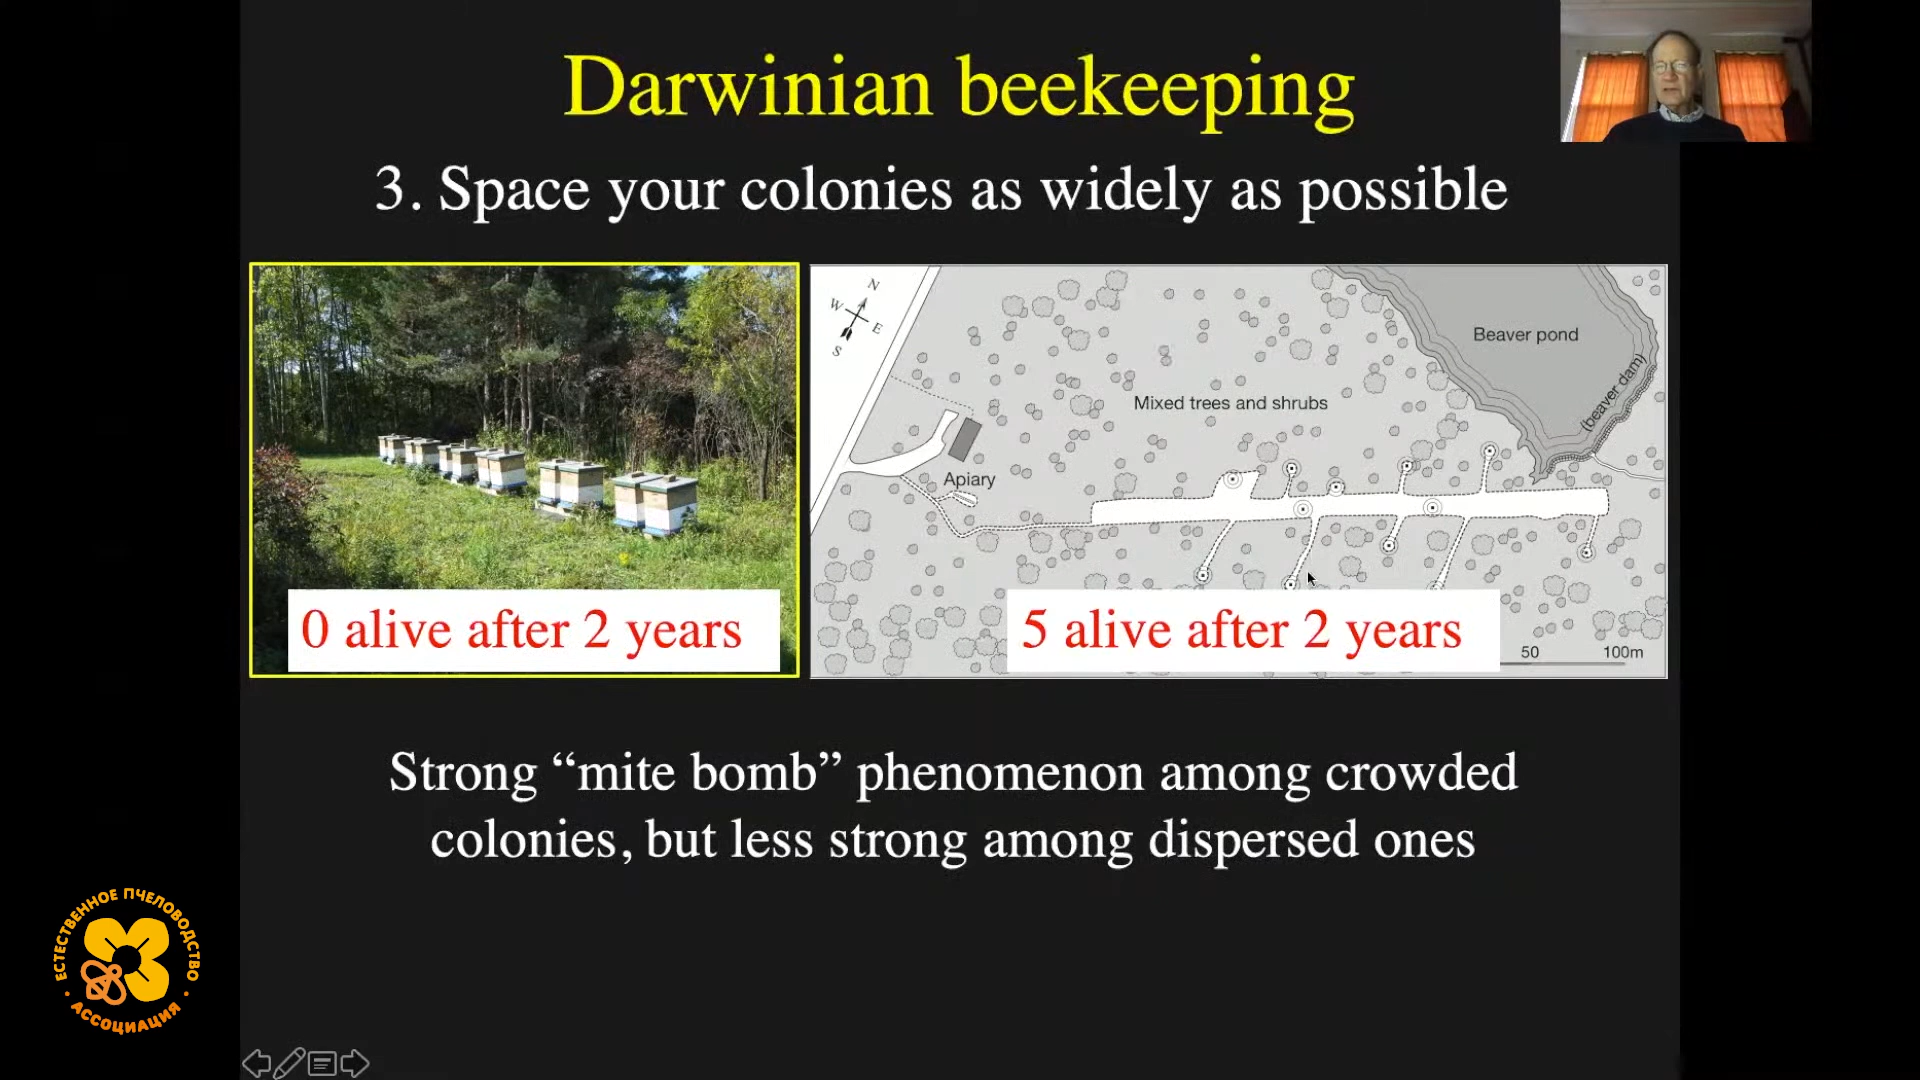 Darwinian beekeeping
3. Space your colonies as widely as possible
N
W
E
S
Beaver pond
(beaver dam)
Mixed trees and shrubs
Apiary
0 alive after 2 years
5 alive after 2 years
50
100m
Strong “mite bomb” phenomenon among crowded
colonies, but less strong among dispersed ones
ЕСТЕСТВЕННОЕ ПЧЕЛОВОДСТВО
· АССОЦИАЦИЯ ·